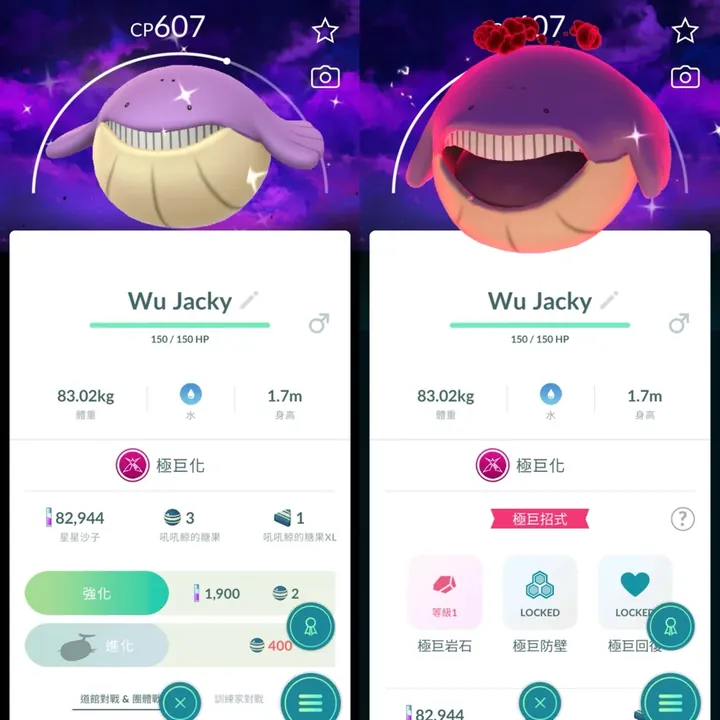 CP607
Wu Jacky
150 / 150 HP
83.02kg
體重
水
1.7m
身高
極巨化
82,944
星星沙子
3
吼吼鯨的糖果
1
吼吼鯨的糖果XL
強化
1,900
2
進化
400
道館對戰 & 團體戰
訓練家對戰
607
Wu Jacky
150 / 150 HP
83.02kg
體重
水
1.7m
身高
極巨化
極巨招式
?
等級1
LOCKED
LOCKED
極巨岩石
極巨防壁
極巨回復
82,944